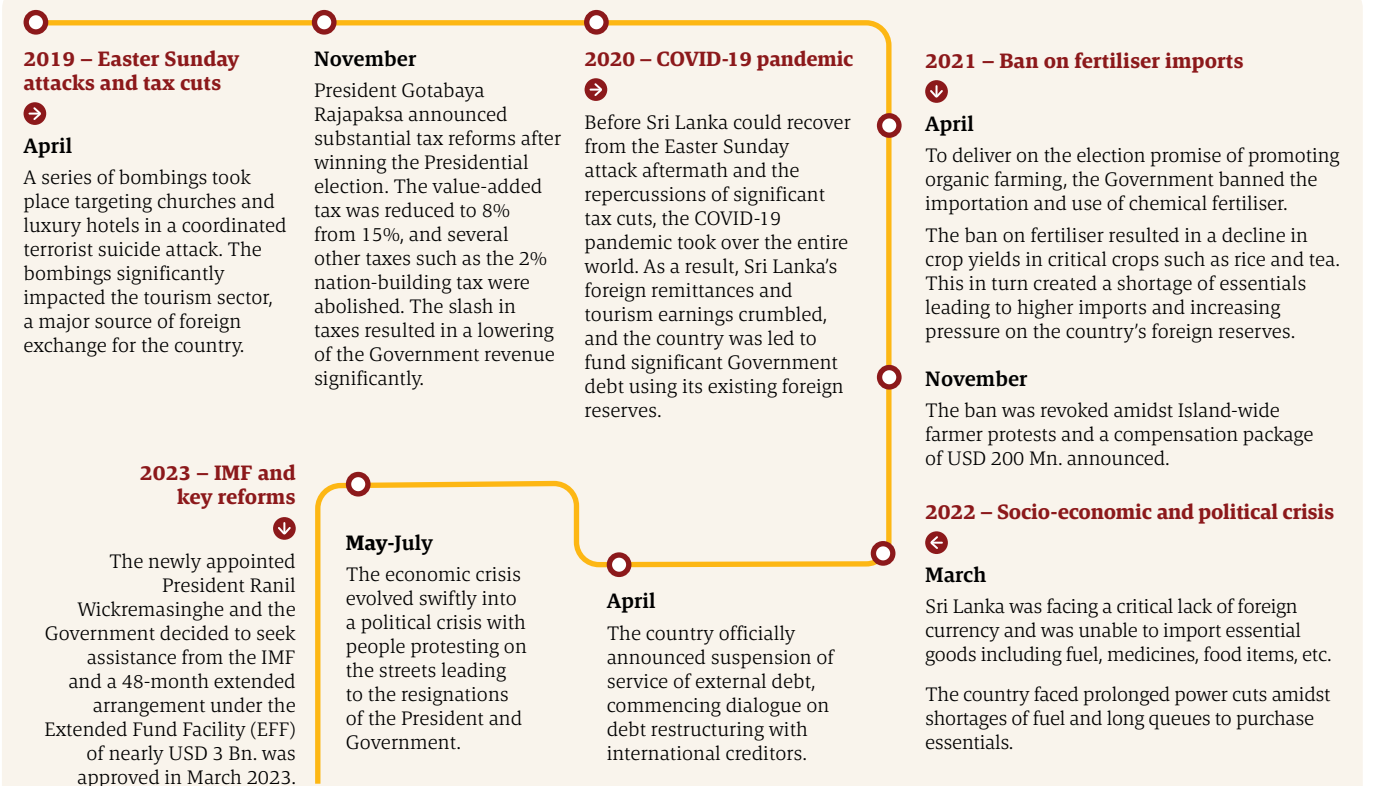 2019 – Easter Sunday
attacks and tax cuts
April
A series of bombings took
place targeting churches and
luxury hotels in a coordinated
terrorist suicide attack. The
bombings significantly
impacted the tourism sector,
a major source of foreign
exchange for the country.
November
President Gotabaya
Rajapaksa announced
substantial tax reforms after
winning the Presidential
election. The value-added
tax was reduced to 8%
from 15%, and several
other taxes such as the 2%
nation-building tax were
abolished. The slash in
taxes resulted in a lowering
of the Government revenue
significantly.
2020 – COVID-19 pandemic
Before Sri Lanka could recover
from the Easter Sunday
attack aftermath and the
repercussions of significant
tax cuts, the COVID-19
pandemic took over the entire
world. As a result, Sri Lanka’s
foreign remittances and
tourism earnings crumbled,
and the country was led to
fund significant Government
debt using its existing foreign
reserves.
2021 – Ban on fertiliser imports
April
To deliver on the election promise of promoting
organic farming, the Government banned the
importation and use of chemical fertiliser.
The ban on fertiliser resulted in a decline in
crop yields in critical crops such as rice and tea.
This in turn created a shortage of essentials
leading to higher imports and increasing
pressure on the country’s foreign reserves.
November
The ban was revoked amidst Island-wide
farmer protests and a compensation package
of USD 200 Mn. announced.
2022 – Socio-economic and political crisis
March
Sri Lanka was facing a critical lack of foreign
currency and was unable to import essential
goods including fuel, medicines, food items, etc.
The country faced prolonged power cuts amidst
shortages of fuel and long queues to purchase
essentials.
April
The country officially
announced suspension of
service of external debt,
commencing dialogue on
debt restructuring with
international creditors.
May-July
The economic crisis
evolved swiftly into
a political crisis with
people protesting on
the streets leading
to the resignations
of the President and
Government.
2023 – IMF and
key reforms
The newly appointed
President Ranil
Wickremasinghe and the
Government decided to seek
assistance from the IMF
and a 48-month extended
arrangement under the
Extended Fund Facility (EFF)
of nearly USD 3 Bn. was
approved in March 2023.